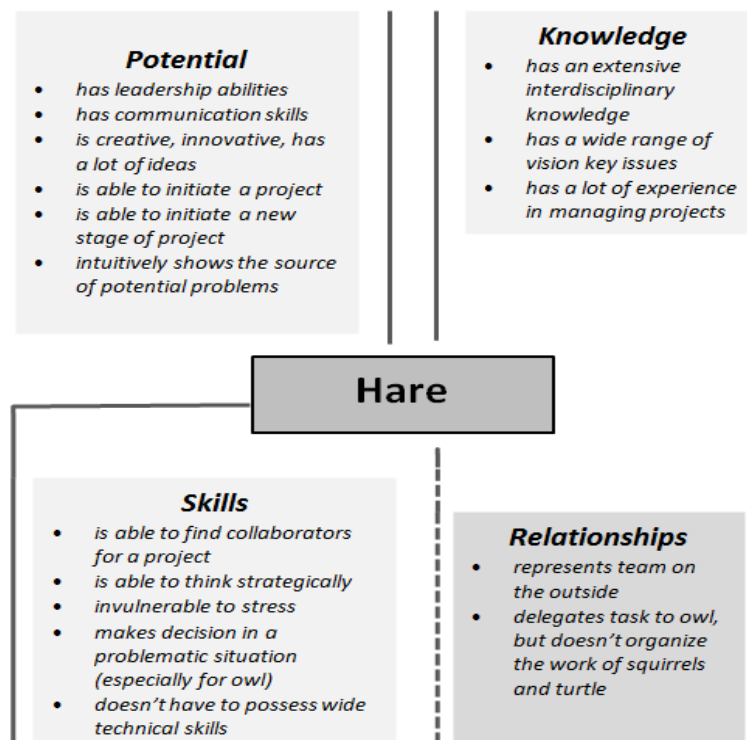 Potential
• has leadership abilities
• has communication skills
• is creative, innovative, has
a lot of ideas
• is able to initiate a project
• is able to initiate a new
stage of project
• intuitively shows the source
of potential problems
Knowledge
• has an extensive
interdisciplinary
knowledge
• has a wide range of
vision key issues
• has a lot of experience
in managing projects
Hare
Skills
• is able to find collaborators
for a project
• is able to think strategically
• invulnerable to stress
• makes decision in a
problematic situation
(especially for owl)
• doesn't have to possess wide
technical skills
Relationships
• represents team on
the outside
• delegates task to owl,
but doesn't organize
the work of squirrels
and turtle